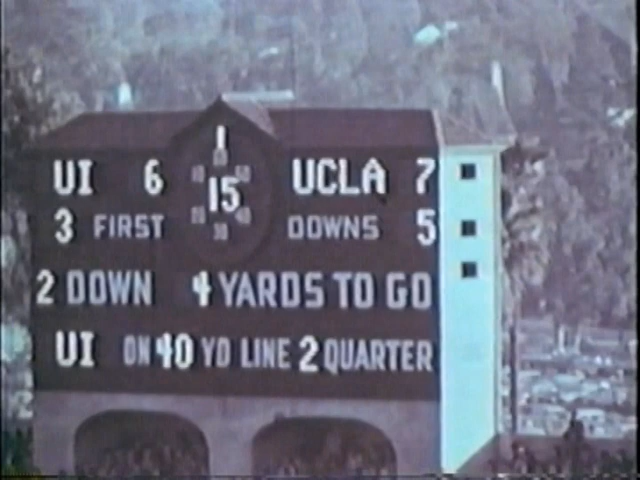 1
UI 6 15 UCLA 7
3 FIRST DOWNS 5
2 DOWN 4 YARDS TO GO
UI ON 40 YD LINE 2 QUARTER